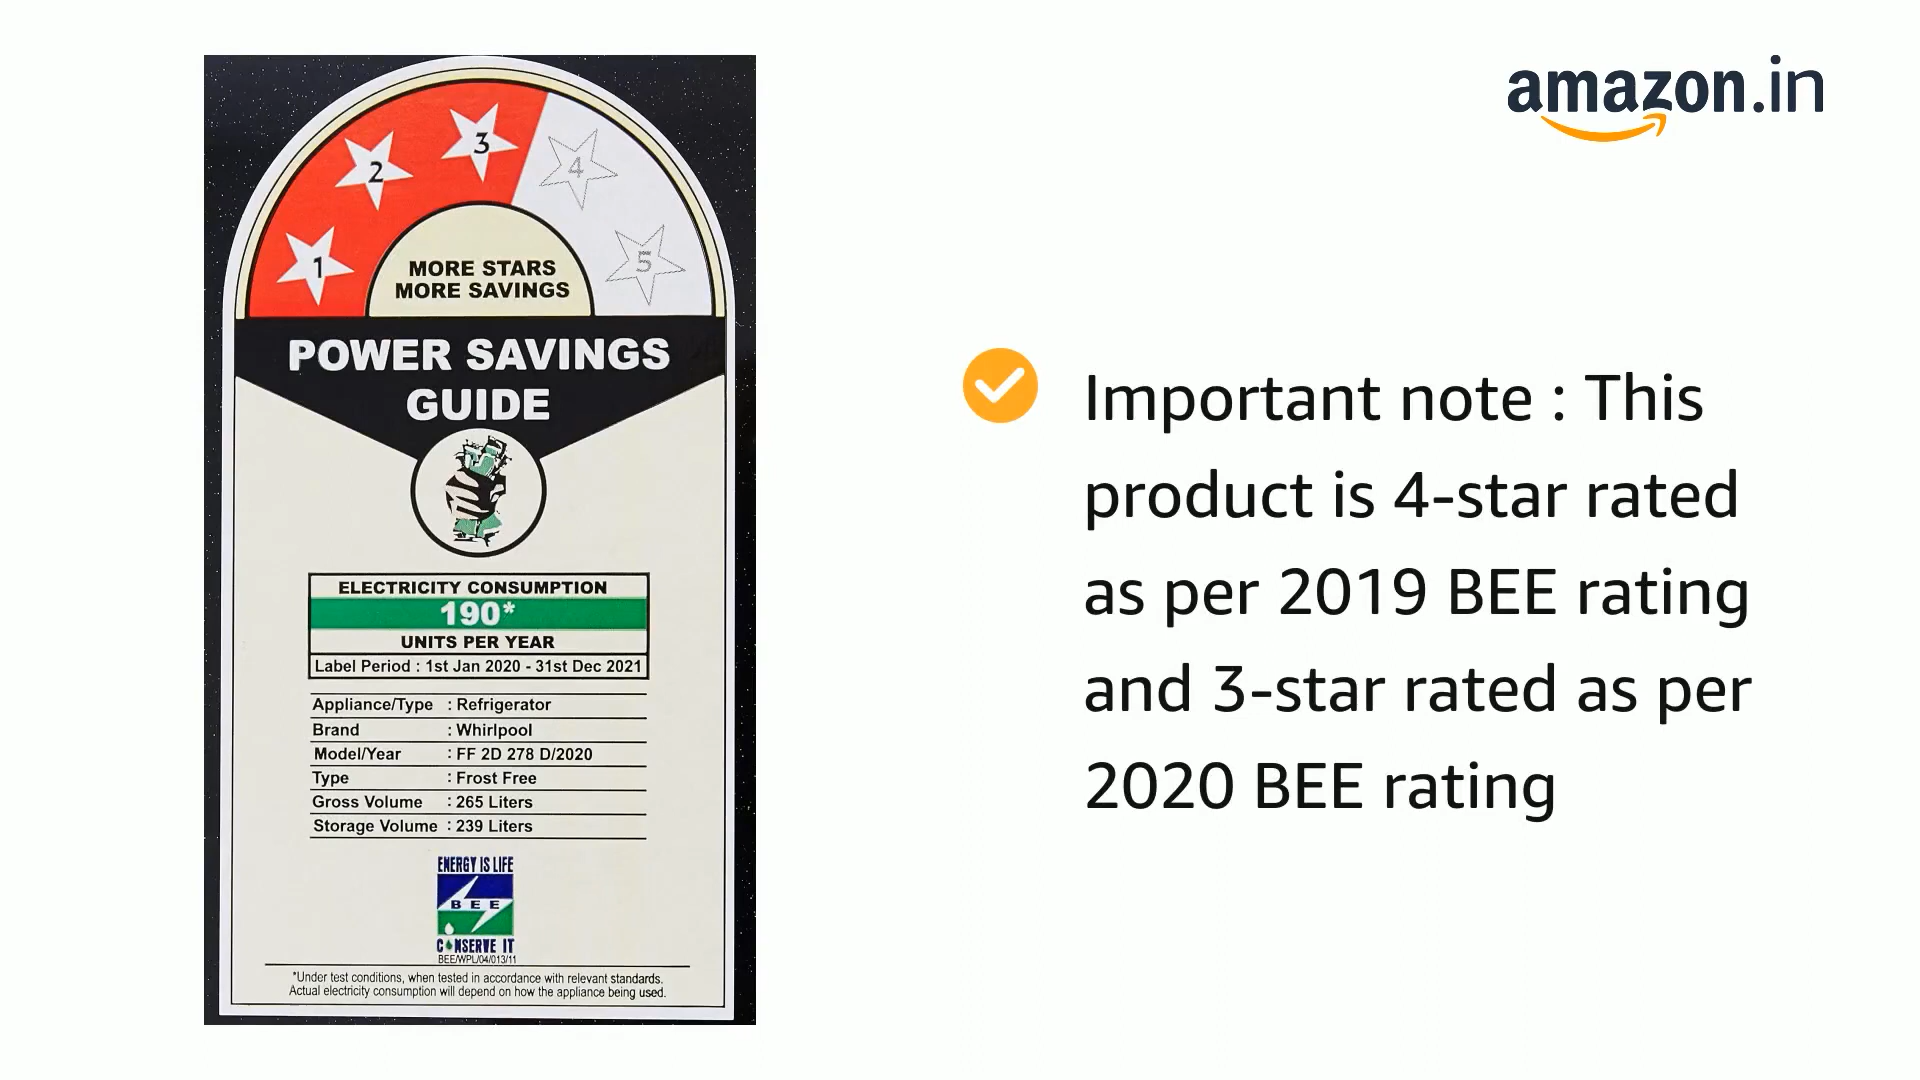 amazon.in
1
2
3
4
5
MORE STARS
MORE SAVINGS
POWER SAVINGS
GUIDE
ELECTRICITY CONSUMPTION
190*
UNITS PER YEAR
Label Period : 1st Jan 2020 - 31st Dec 2021
Appliance/Type : Refrigerator
Brand : Whirlpool
Model/Year : FF 2D 278 D/2020
Type : Frost Free
Gross Volume : 265 Liters
Storage Volume : 239 Liters
ENERGY IS LIFE
BEE
CONSERVE IT
BEE/WPL/04/013/11
*Under test conditions, when tested in accordance with relevant standards.
Actual electricity consumption will depend on how the appliance being used.
Important note : This
product is 4-star rated
as per 2019 BEE rating
and 3-star rated as per
2020 BEE rating